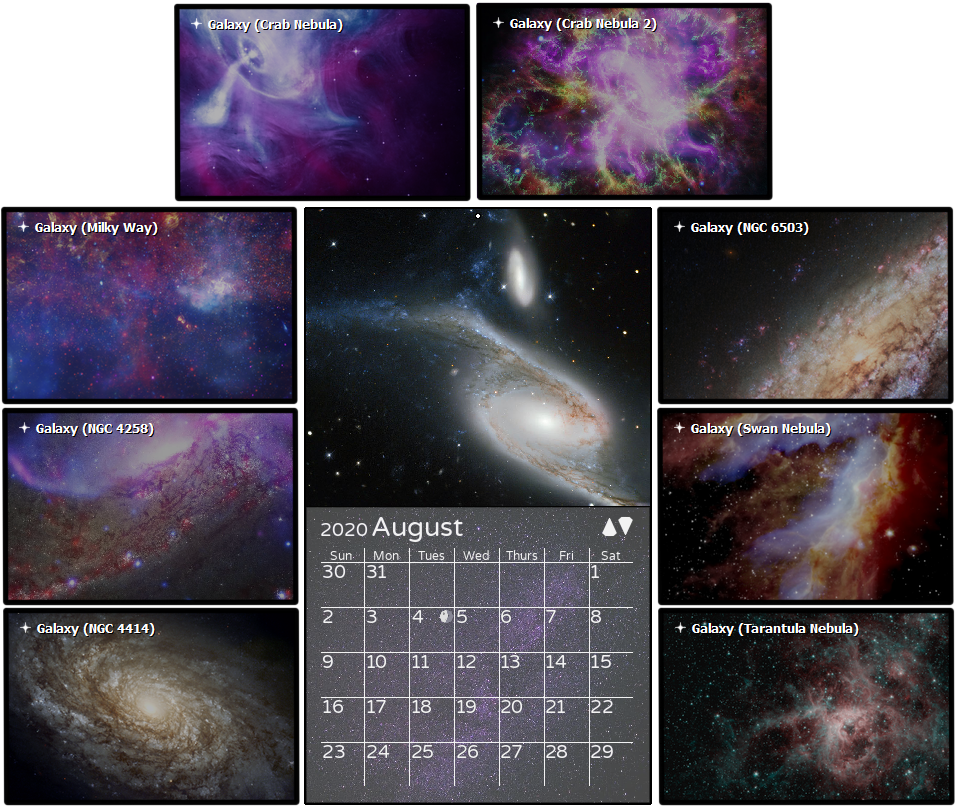 Galaxy (Crab Nebula)
Galaxy (Crab Nebula 2)
Galaxy (Milky Way)
Galaxy (NGC 6503)
Galaxy (NGC 4258)
Galaxy (Swan Nebula)
Galaxy (NGC 4414)
Galaxy (Tarantula Nebula)
2020 August
Sun Mon Tues Wed Thurs Fri Sat
30 31 1
2 3 4 5 6 7 8
9 10 11 12 13 14 15
16 17 18 19 20 21 22
23 24 25 26 27 28 29